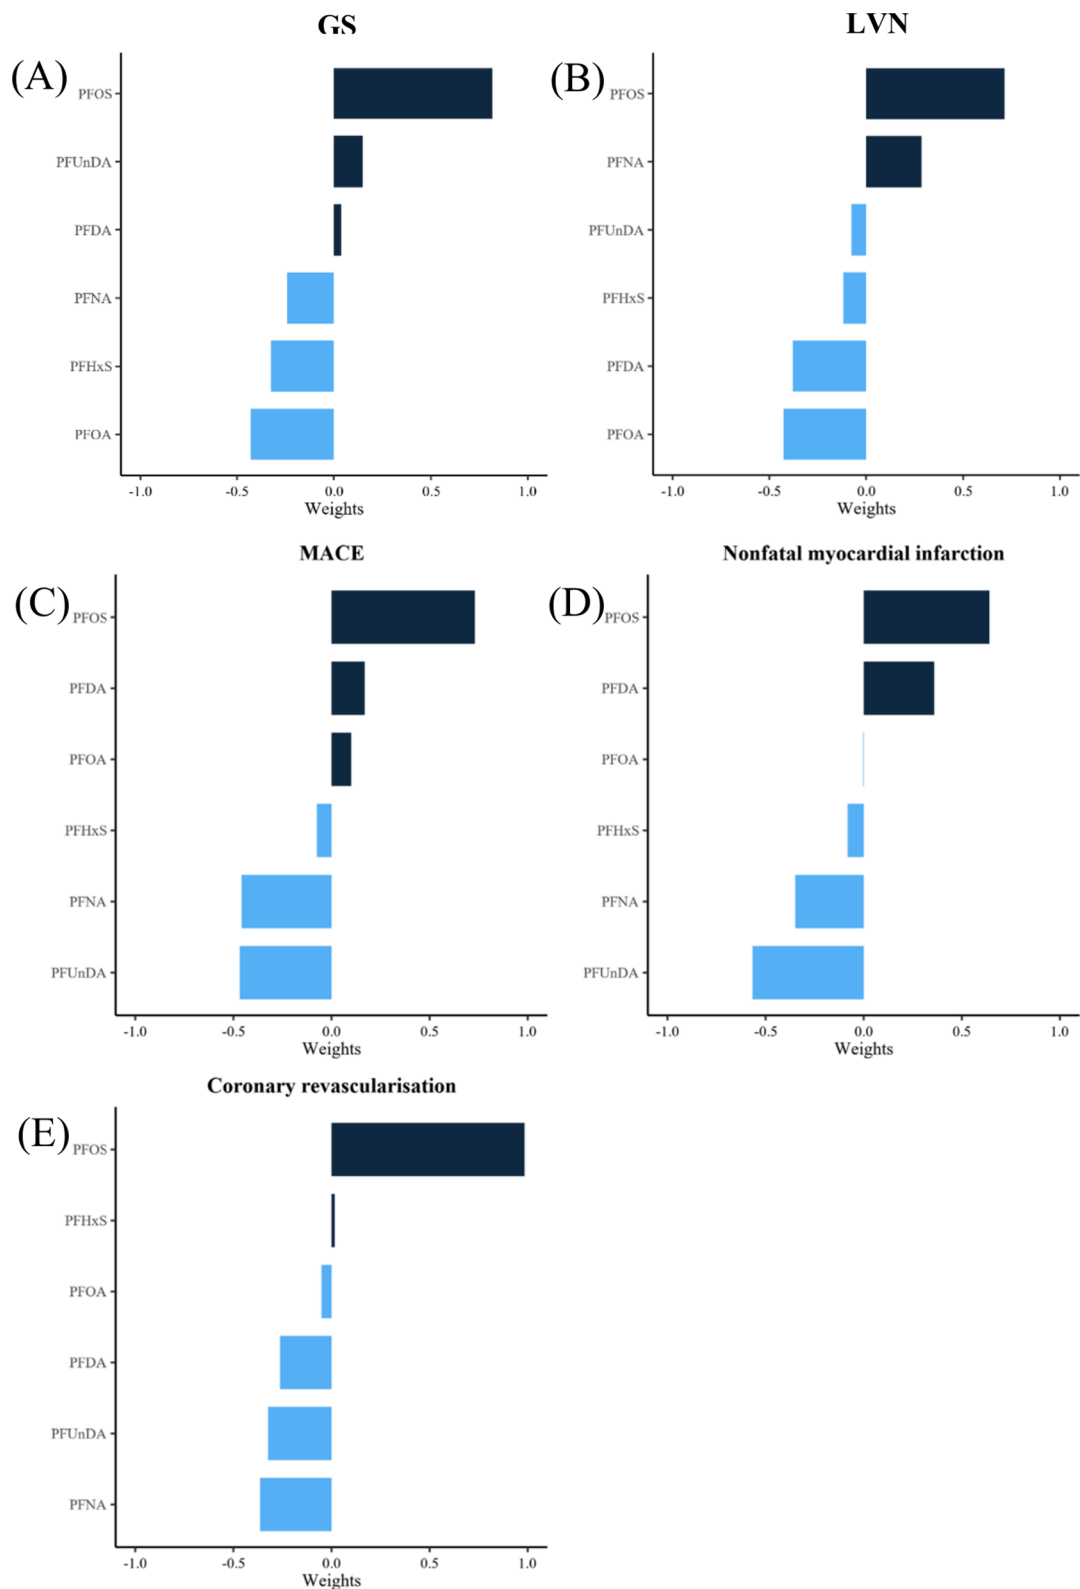 GS
(A)
PFOS
PFUnDA
PFDA
PFNA
PFHxS
PFOA
-1.0 -0.5 0.0 0.5 1.0
Weights
LVN
(B)
PFOS
PFNA
PFUnDA
PFHxS
PFDA
PFOA
-1.0 -0.5 0.0 0.5 1.0
Weights
MACE
(C)
PFOS
PFDA
PFOA
PFHxS
PFNA
PFUnDA
-1.0 -0.5 0.0 0.5 1.0
Weights
Nonfatal myocardial infarction
(D)
PFOS
PFDA
PFOA
PFHxS
PFNA
PFUnDA
-1.0 -0.5 0.0 0.5 1.0
Weights
Coronary revascularisation
(E)
PFOS
PFHxS
PFOA
PFDA
PFUnDA
PFNA
-1.0 -0.5 0.0 0.5 1.0
Weights